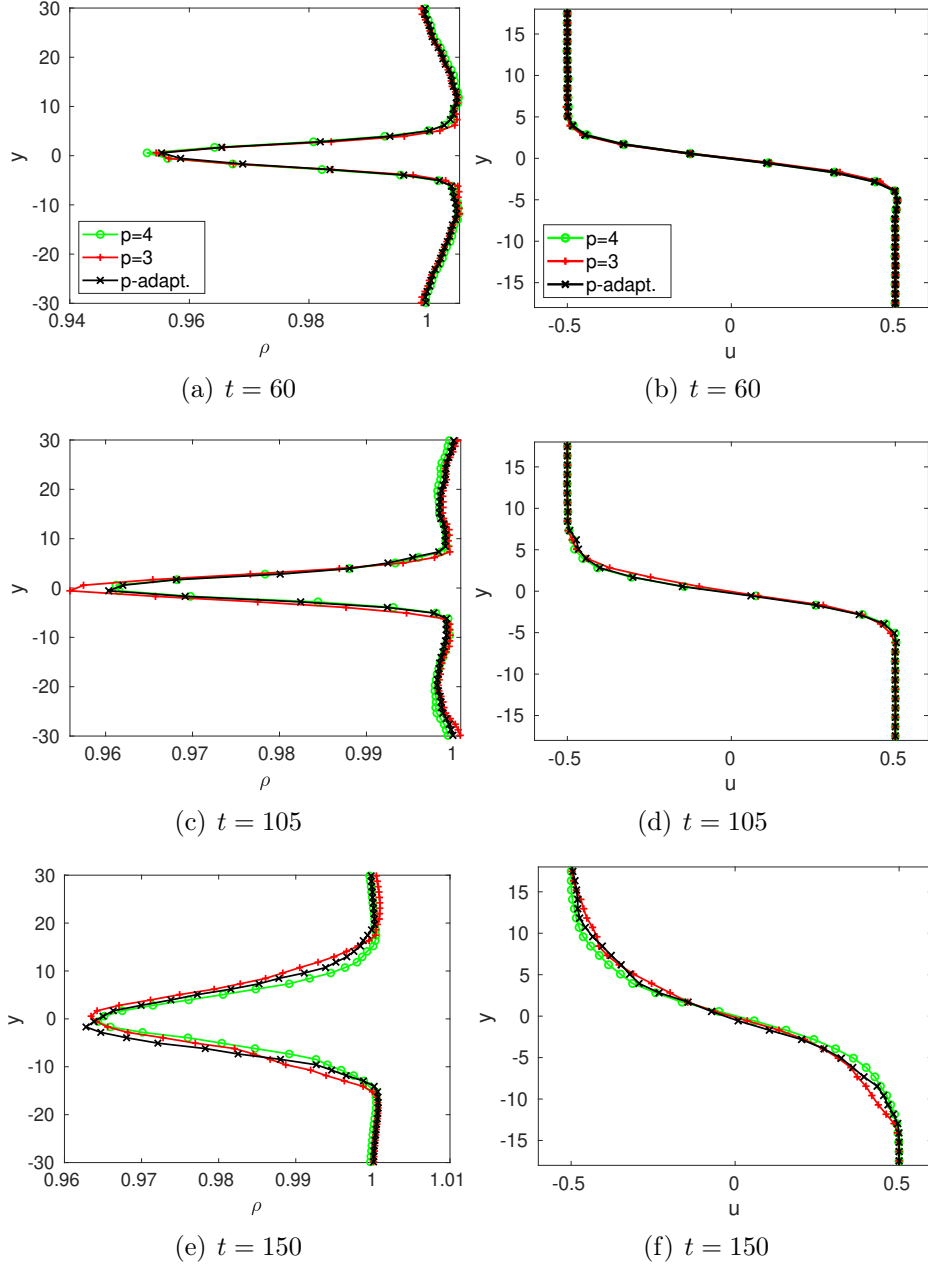 30
20
10
0
-10
-20
-30
y
p=4
p=3
p-adapt.
0.94 0.96 0.98 1
ρ
(a) t = 60
15
10
5
0
-5
-10
-15
y
p=4
p=3
p-adapt.
-0.5 0 0.5
u
(b) t = 60
30
20
10
0
-10
-20
-30
y
0.96 0.97 0.98 0.99 1
ρ
(c) t = 105
15
10
5
0
-5
-10
-15
y
-0.5 0 0.5
u
(d) t = 105
30
20
10
0
-10
-20
-30
y
0.96 0.97 0.98 0.99 1 1.01
ρ
(e) t = 150
15
10
5
0
-5
-10
-15
y
-0.5 0 0.5
u
(f) t = 150